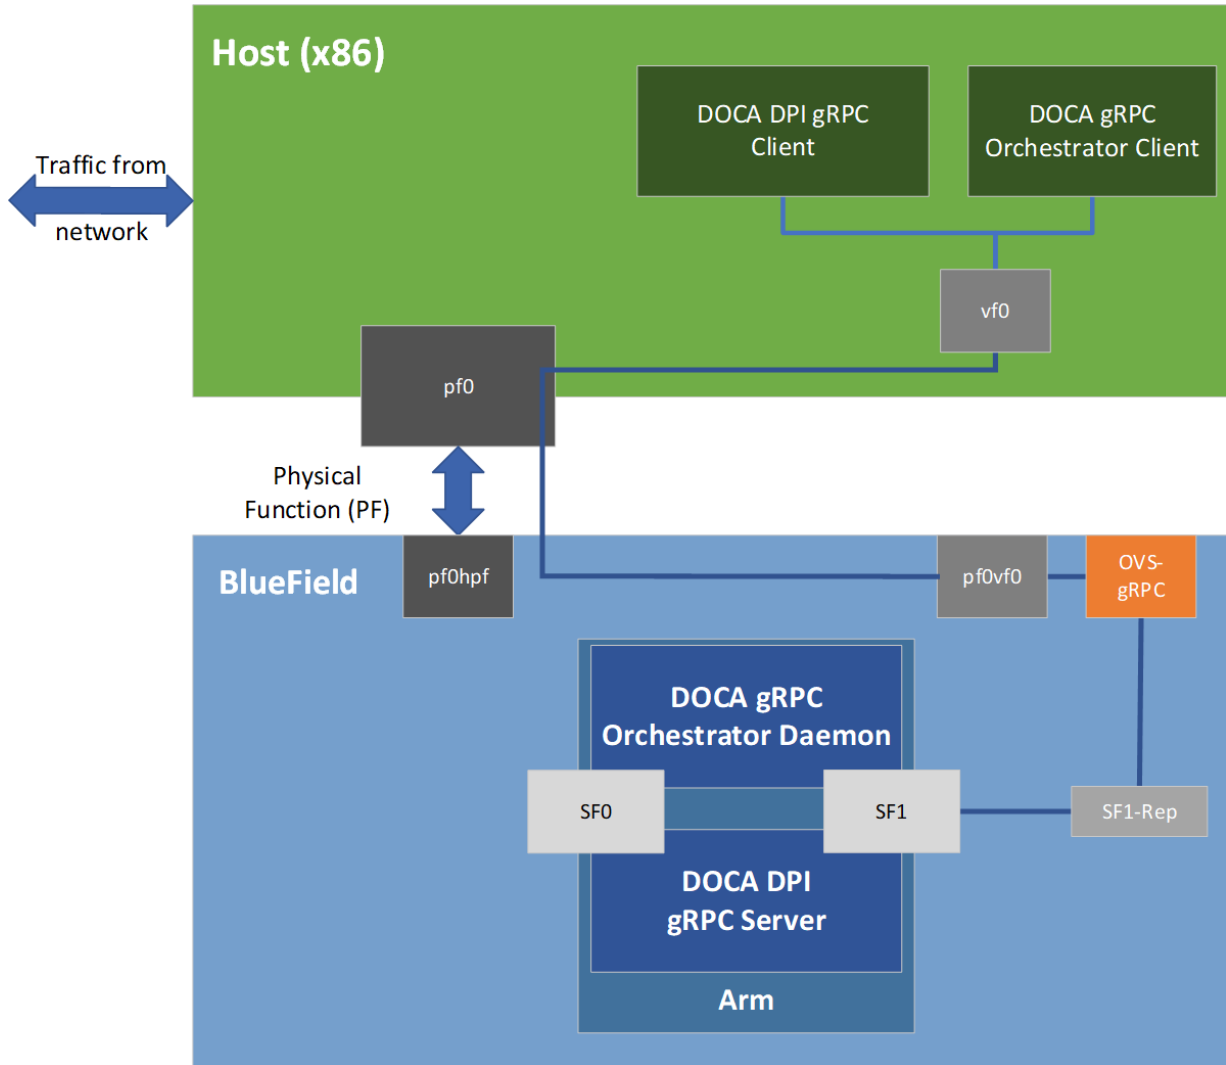 Host (x86)
DOCA DPI gRPC
Client
DOCA gRPC
Orchestrator Client
Traffic from
network
vf0
pf0
Physical
Function (PF)
BlueField
pf0hpf
pf0vf0
OVS-
gRPC
DOCA gRPC
Orchestrator Daemon
SF0
SF1
SF1-Rep
DOCA DPI
gRPC Server
Arm